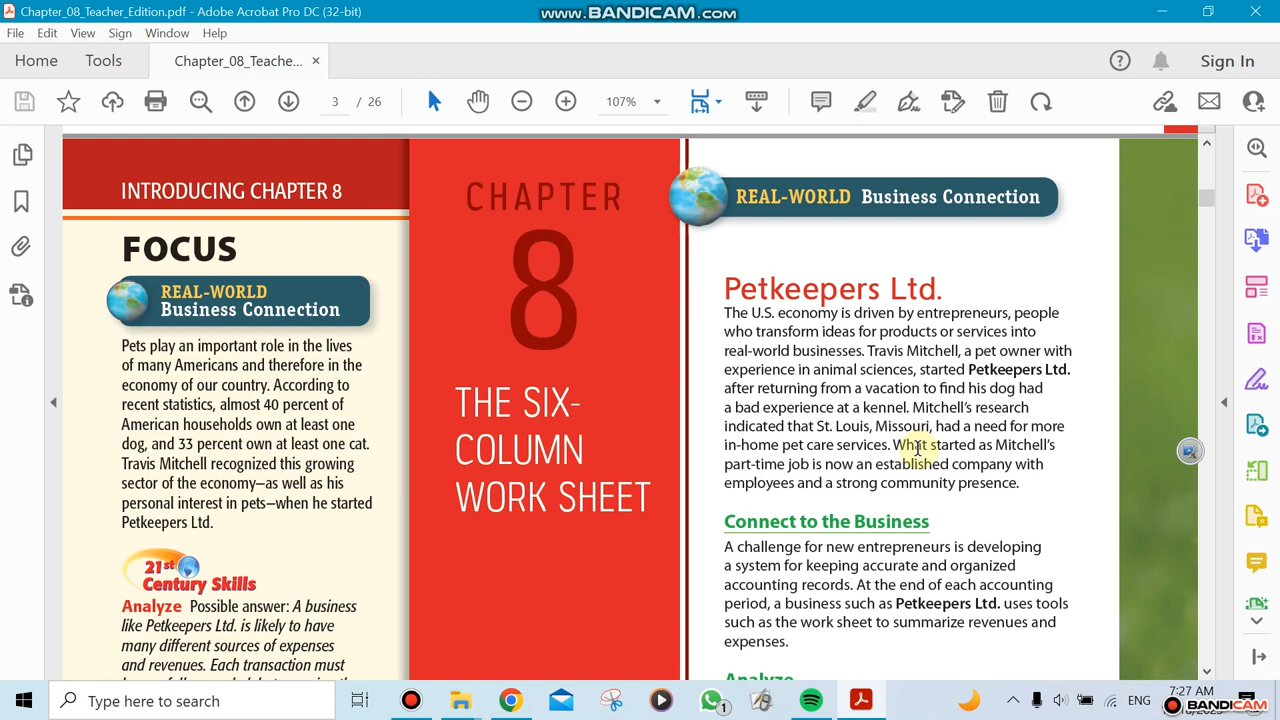 Chapter_08_Teacher_Edition.pdf - Adobe Acrobat Pro DC (32-bit)
www.BANDICAM.com
File Edit View Sign Window Help
Home Tools Chapter_08_Teache... × Sign In
3 / 26 107%
INTRODUCING CHAPTER 8
FOCUS
REAL-WORLD
Business Connection
Pets play an important role in the lives
of many Americans and therefore in the
economy of our country. According to
recent statistics, almost 40 percent of
American households own at least one
dog, and 33 percent own at least one cat.
Travis Mitchell recognized this growing
sector of the economy—as well as his
personal interest in pets—when he started
Petkeepers Ltd.
21st
Century Skills
Analyze Possible answer: A business
like Petkeepers Ltd. is likely to have
many different sources of expenses
and revenues. Each transaction must
CHAPTER
8
THE SIX-
COLUMN
WORK SHEET
REAL-WORLD Business Connection
Petkeepers Ltd.
The U.S. economy is driven by entrepreneurs, people
who transform ideas for products or services into
real-world businesses. Travis Mitchell, a pet owner with
experience in animal sciences, started Petkeepers Ltd.
after returning from a vacation to find his dog had
a bad experience at a kennel. Mitchell's research
indicated that St. Louis, Missouri, had a need for more
in-home pet care services. What started as Mitchell's
part-time job is now an established company with
employees and a strong community presence.
Connect to the Business
A challenge for new entrepreneurs is developing
a system for keeping accurate and organized
accounting records. At the end of each accounting
period, a business such as Petkeepers Ltd. uses tools
such as the work sheet to summarize revenues and
expenses.
Analyze
Type here to search
1
ENG
7:27 AM
BANDICAM